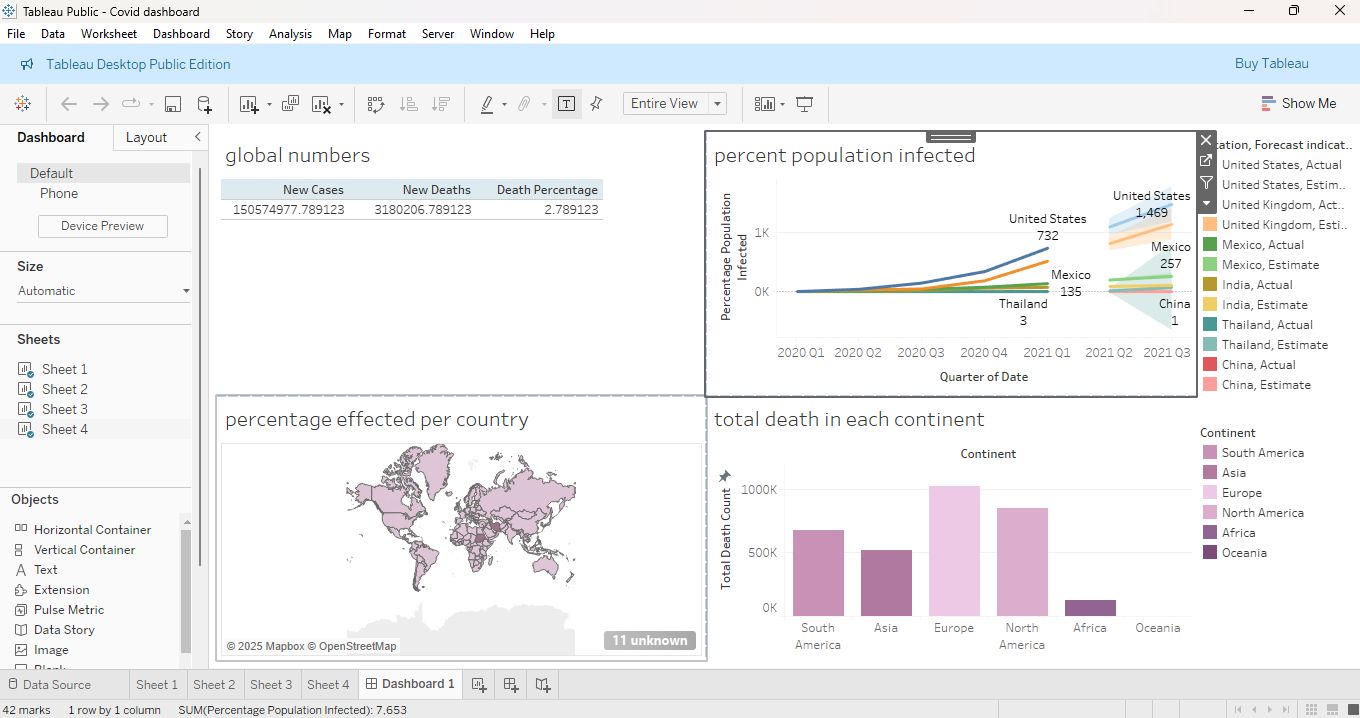 Tableau Public - Covid dashboard
File Data Worksheet Dashboard Story Analysis Map Format Server Window Help
Tableau Desktop Public Edition
Buy Tableau
T
Entire View
Show Me
Dashboard
Layout
Default
Phone
Device Preview
Size
Automatic
Sheets
Sheet 1
Sheet 2
Sheet 3
Sheet 4
Objects
Horizontal Container
Vertical Container
A Text
Extension
Pulse Metric
Data Story
Image
global numbers
New Cases New Deaths Death Percentage
150574977.789123 3180206.789123 2.789123
percent population infected
Percentage Population
Infected
1K
0K
United States
732
Mexico
135
Thailand
3
United States
1,469
Mexico
257
China
1
2020 Q1 2020 Q2 2020 Q3 2020 Q4 2021 Q1 2021 Q2 2021 Q3
Quarter of Date
Forecast indicat..
United States, Actual
United States, Estim..
United Kingdom, Act..
United Kingdom, Esti..
Mexico, Actual
Mexico, Estimate
India, Actual
India, Estimate
Thailand, Actual
Thailand, Estimate
China, Actual
China, Estimate
percentage effected per country
© 2025 Mapbox © OpenStreetMap
11 unknown
total death in each continent
Continent
Total Death Count
1000K
500K
0K
South
America
Asia
Europe
North
America
Africa
Oceania
Continent
South America
Asia
Europe
North America
Africa
Oceania
Data Source Sheet 1 Sheet 2 Sheet 3 Sheet 4 Dashboard 1
42 marks 1 row by 1 column SUM(Percentage Population Infected): 7,653